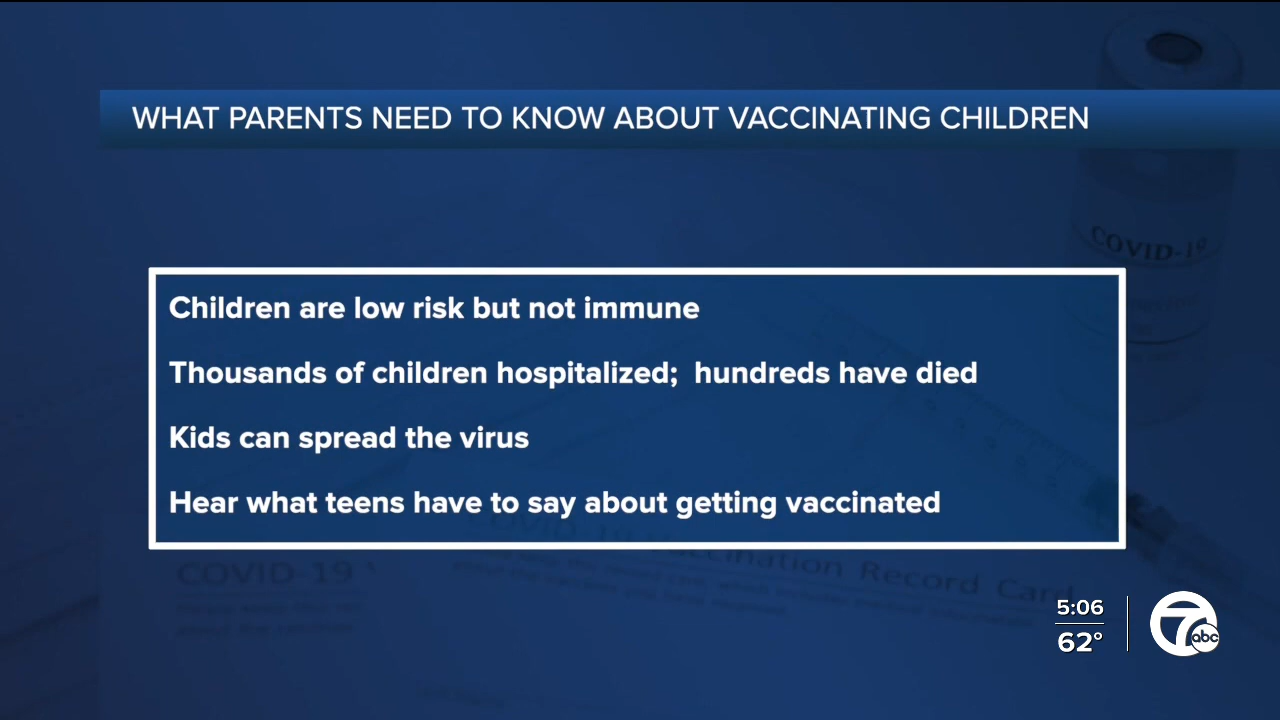 WHAT PARENTS NEED TO KNOW ABOUT VACCINATING CHILDREN
COVID-19
Children are low risk but not immune
Thousands of children hospitalized; hundreds have died
Kids can spread the virus
Hear what teens have to say about getting vaccinated
COVID-19 Vaccination Record Card
COVID-19
5:06
62°
7 abc